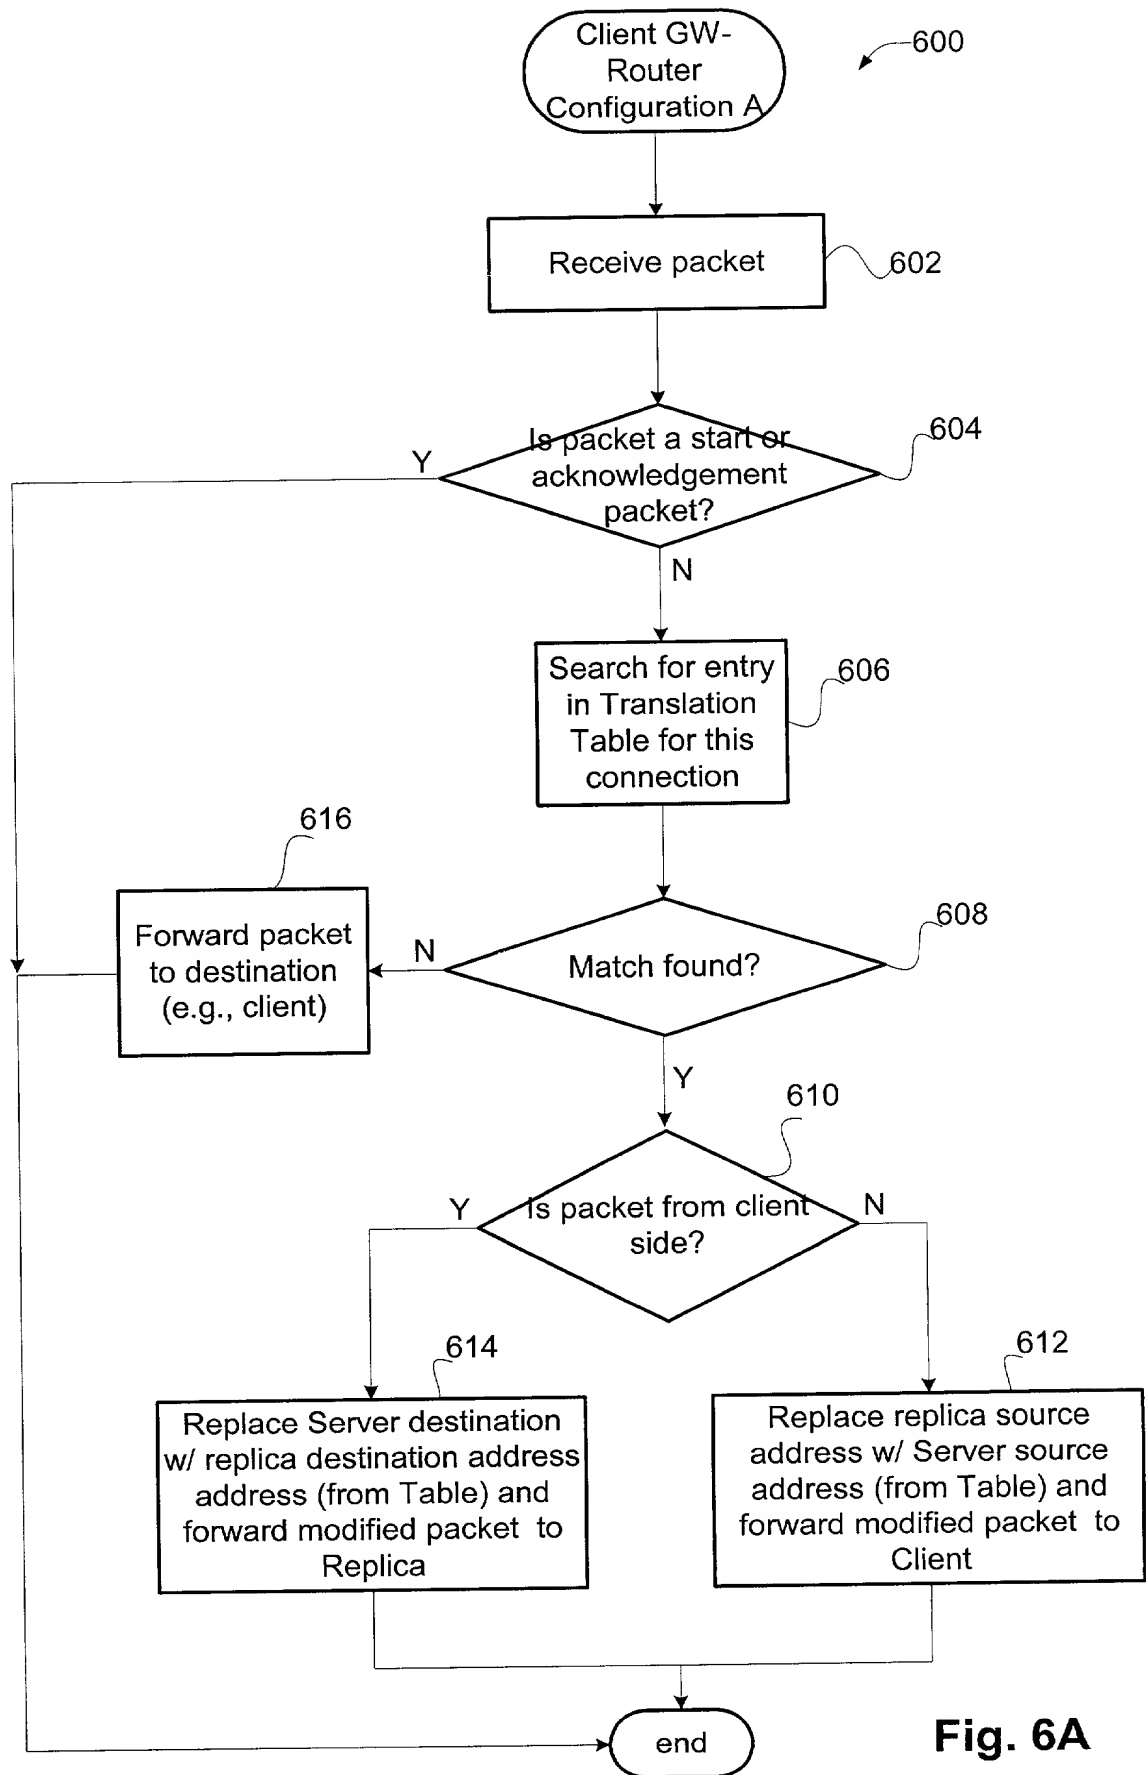 Client GW-
Router
Configuration A
600
Receive packet
602
Is packet a start or
acknowledgement
packet?
604
Y
N
Search for entry
in Translation
Table for this
connection
606
616
Forward packet
to destination
(e.g., client)
N
Match found?
608
Y
610
Y
Is packet from client
side?
N
614
612
Replace Server destination
w/ replica destination address
address (from Table) and
forward modified packet to
Replica
Replace replica source
address w/ Server source
address (from Table) and
forward modified packet to
Client
end
Fig. 6A